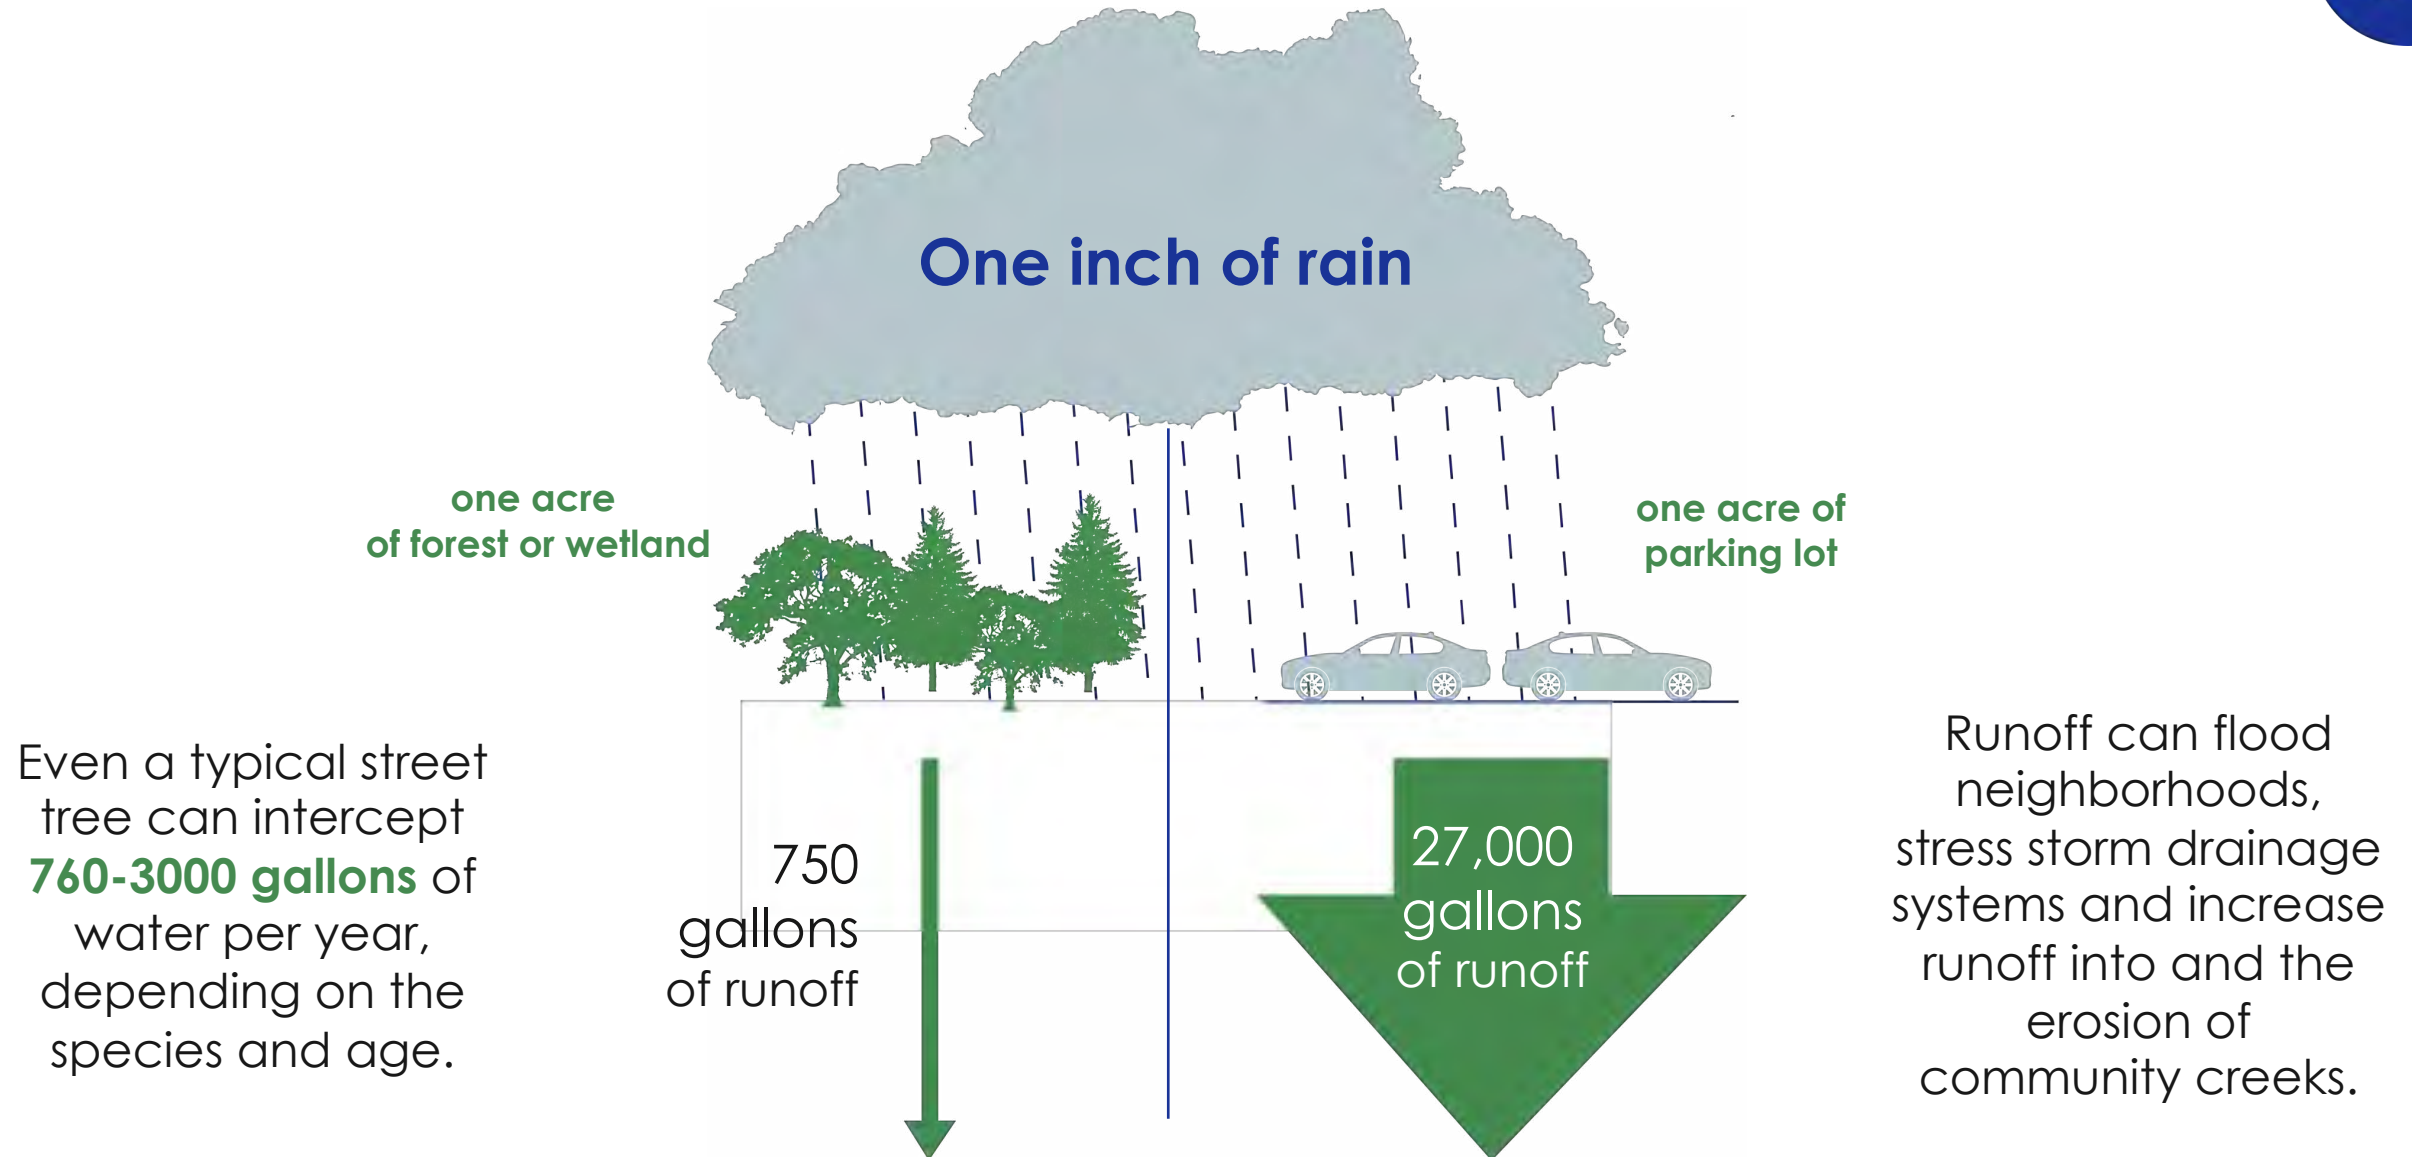 One inch of rain
one acre
of forest or wetland
one acre of
parking lot
Even a typical street
tree can intercept
760-3000 gallons of
water per year,
depending on the
species and age.
750
gallons
of runoff
27,000
gallons
of runoff
Runoff can flood
neighborhoods,
stress storm drainage
systems and increase
runoff into and the
erosion of
community creeks.